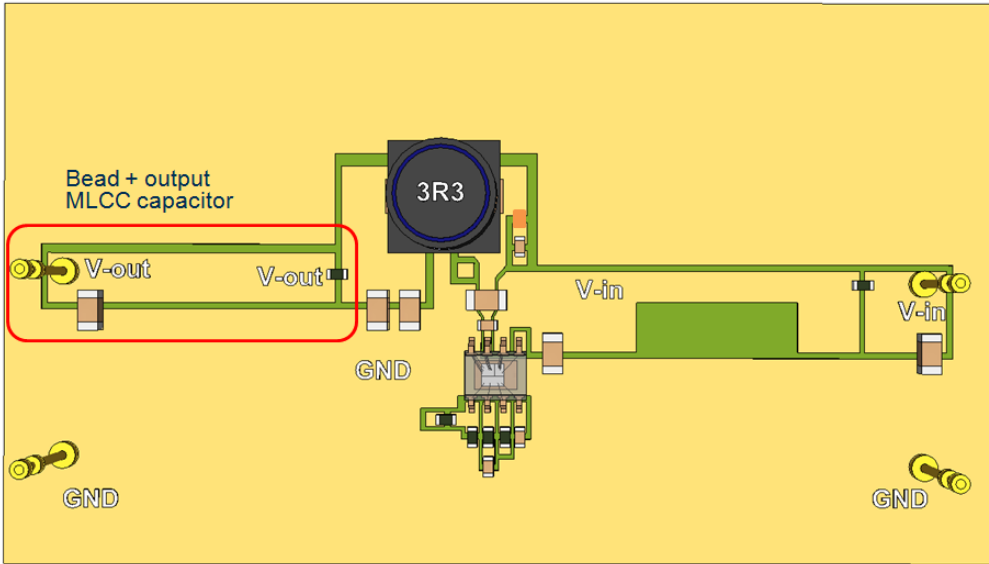 Bead + output
MLCC capacitor
3R3
V-out
V-out
V-in
V-in
GND
GND
GND